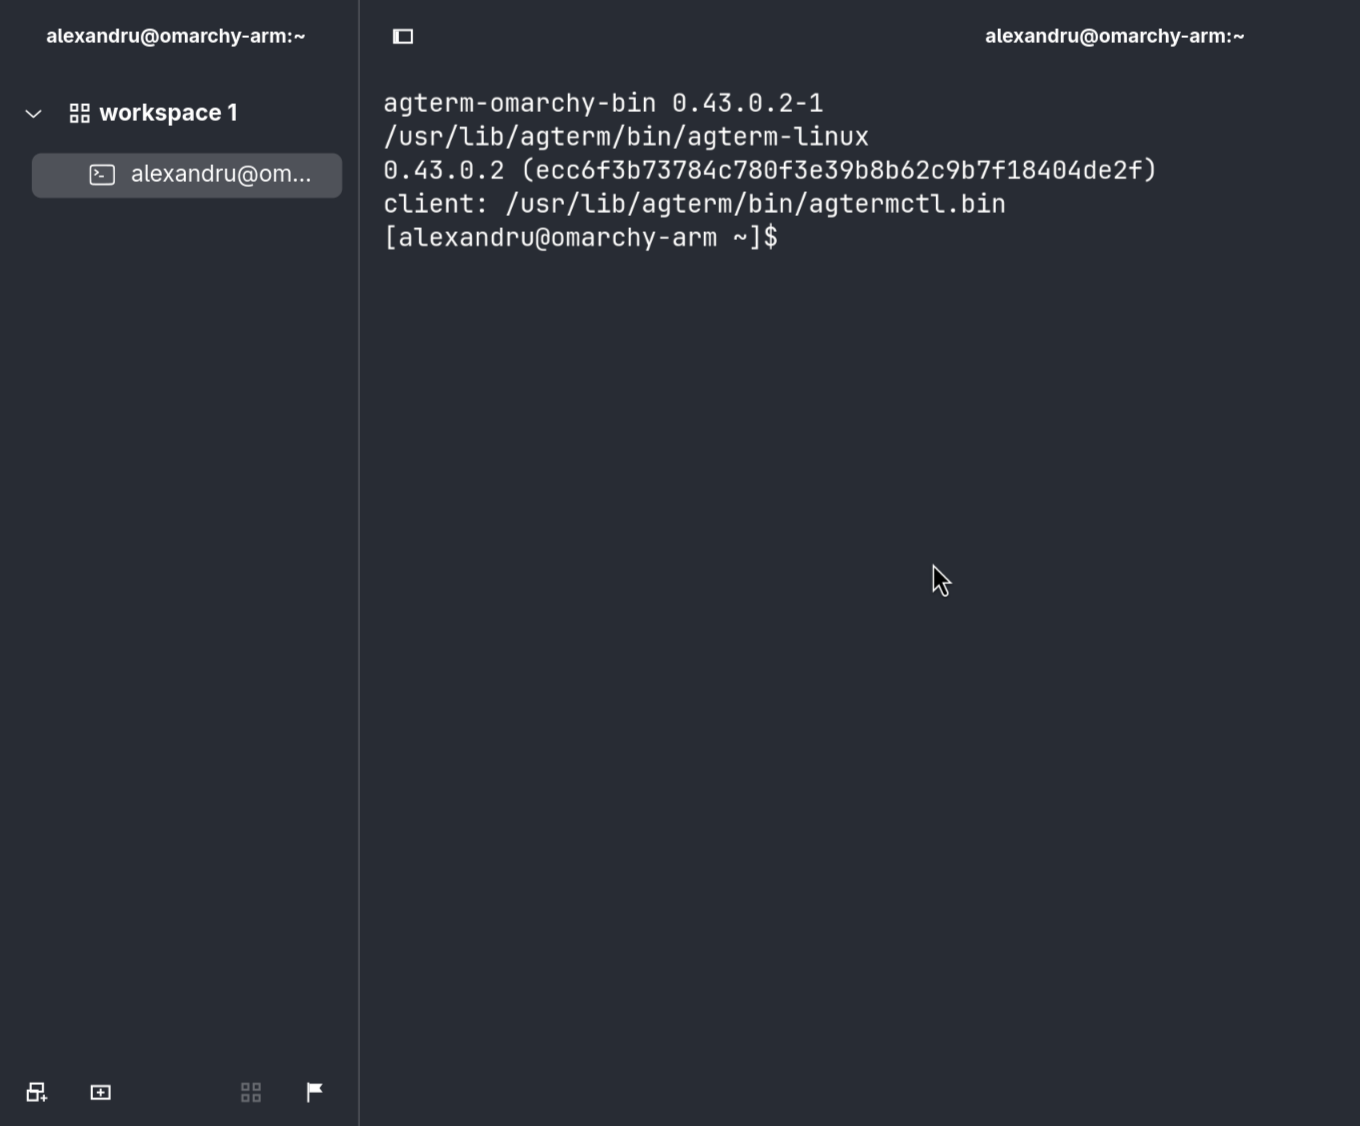 alexandru@omarchy-arm:~
alexandru@omarchy-arm:~
workspace 1
alexandru@om...
agterm-omarchy-bin 0.43.0.2-1
/usr/lib/agterm/bin/agterm-linux
0.43.0.2 (ecc6f3b73784c780f3e39b8b62c9b7f18404de2f)
client: /usr/lib/agterm/bin/agtermctl.bin
[alexandru@omarchy-arm ~]$